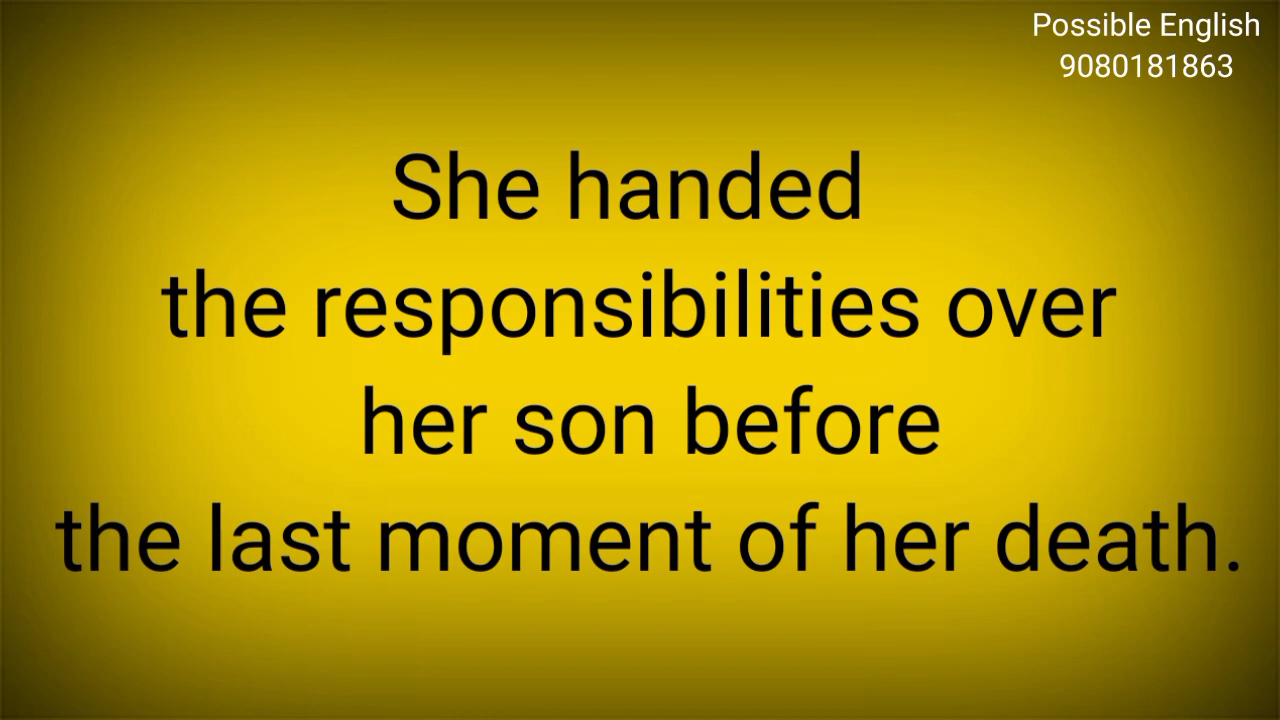 Possible English
9080181863
She handed
the responsibilities over
her son before
the last moment of her death.